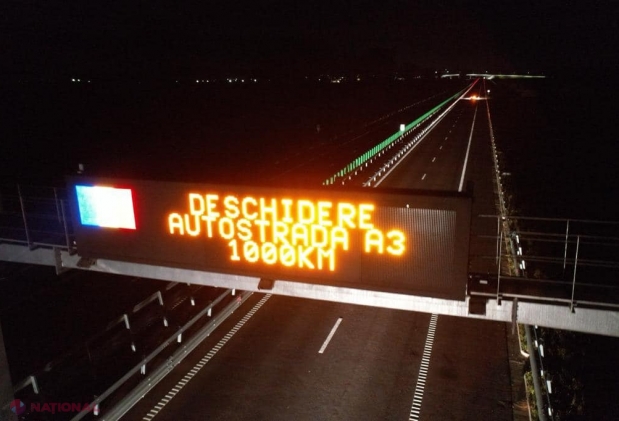 DESCHIDERE
AUTOSTRADA A3
1000KM
NATIONAL